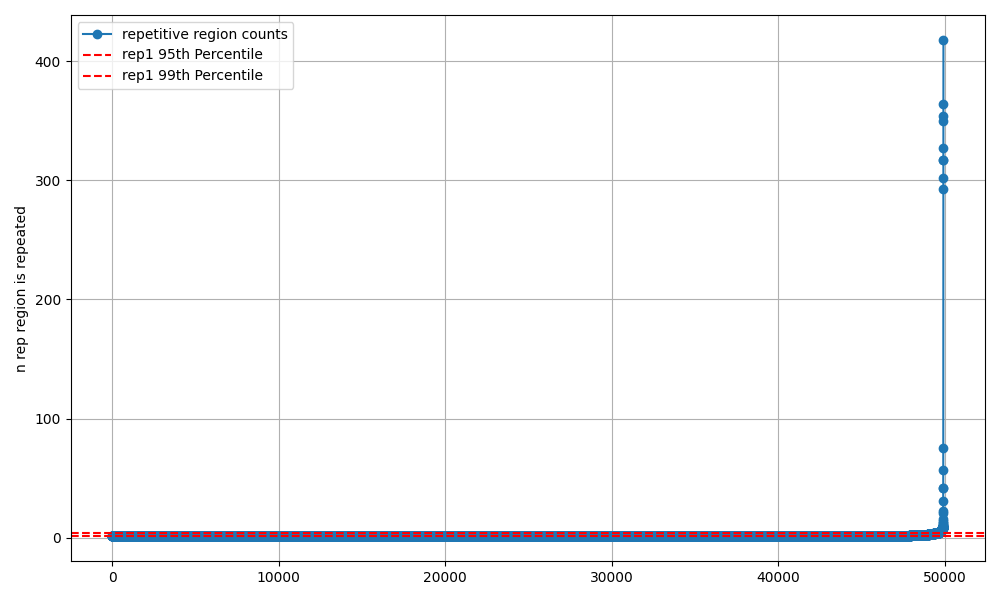 repetitive region counts
rep1 95th Percentile
rep1 99th Percentile
n rep region is repeated
400
300
200
100
0
0 10000 20000 30000 40000 50000